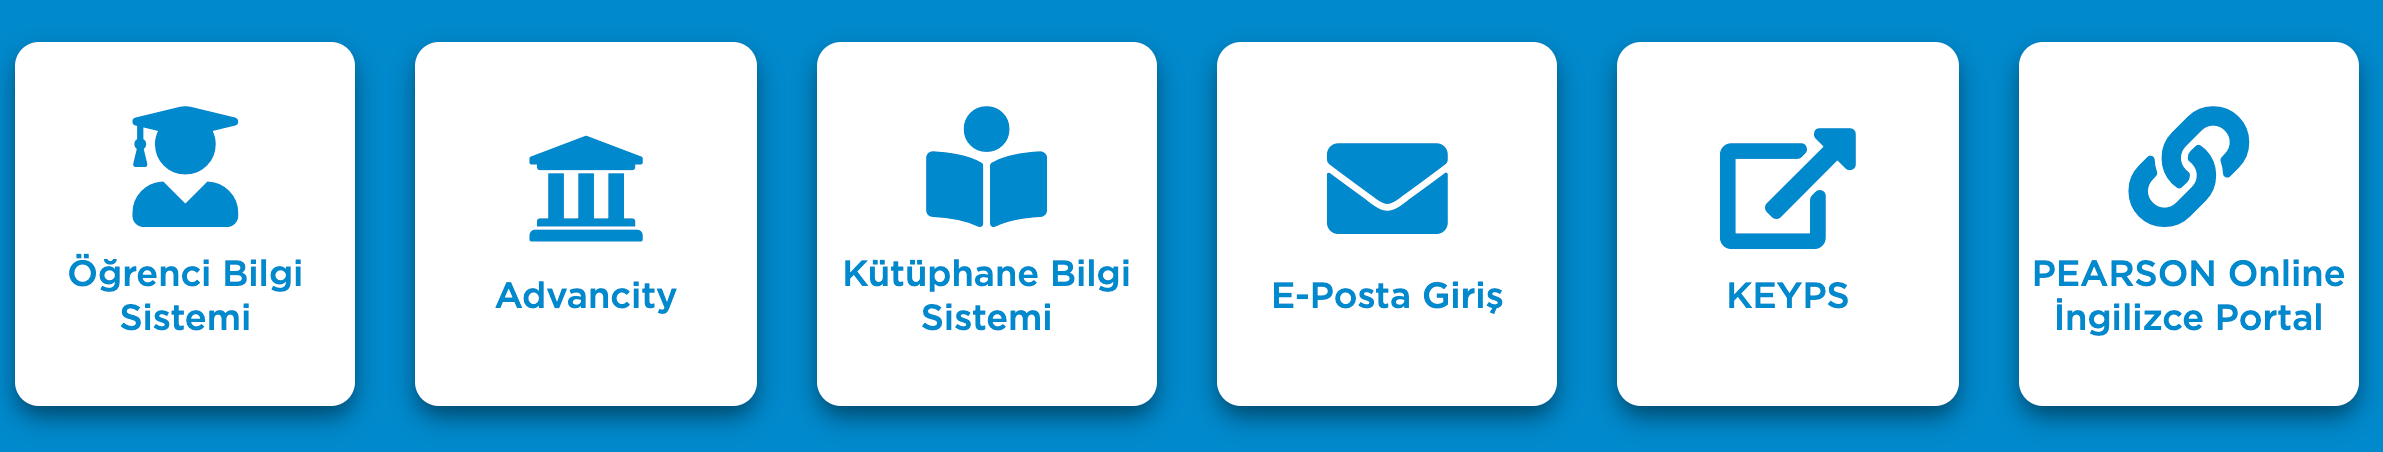 Öğrenci Bilgi
Sistemi
Advancity
Kütüphane Bilgi
Sistemi
E-Posta Giriş
KEYPS
PEARSON Online
İngilizce Portal